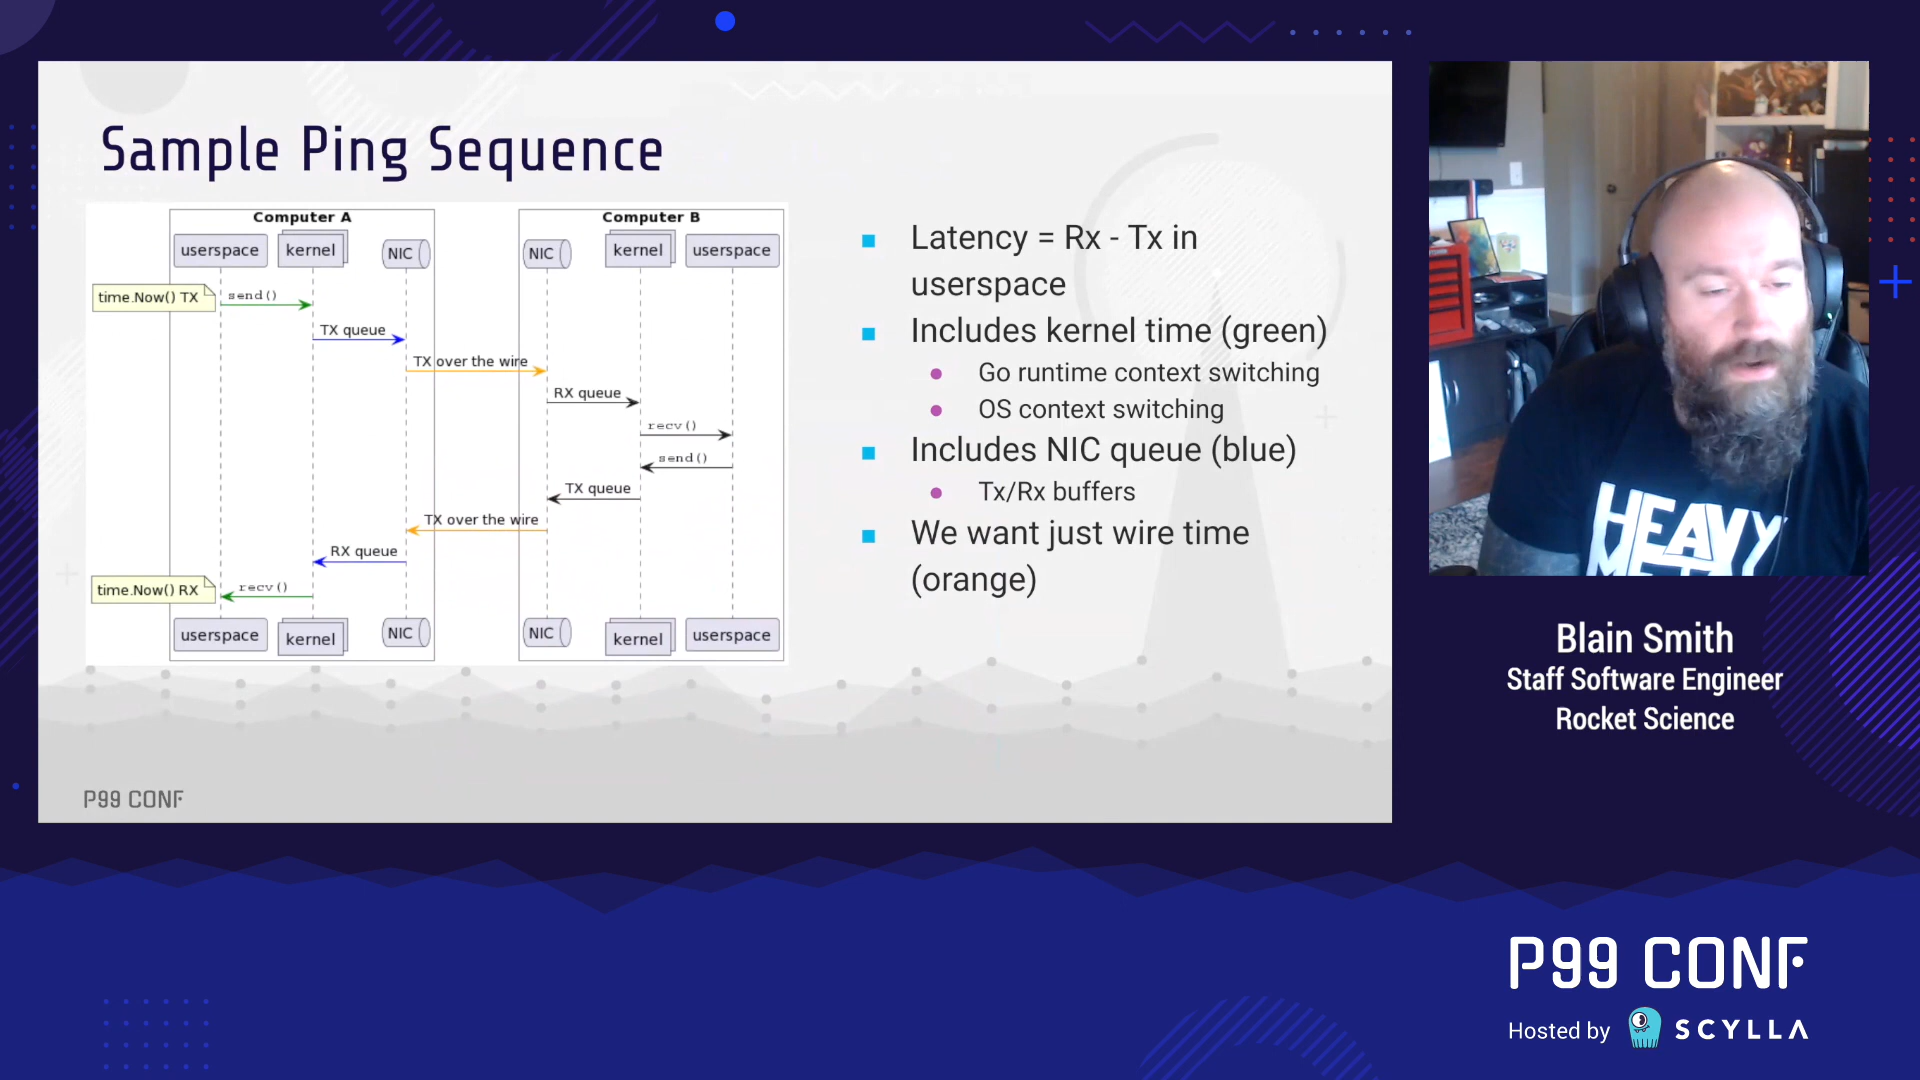 Sample Ping Sequence
Computer A
Computer B
userspace
kernel
NIC
NIC
kernel
userspace
time.Now() TX
send()
TX queue
TX over the wire
RX queue
recv()
send()
TX queue
TX over the wire
RX queue
time.Now() RX
recv()
userspace
kernel
NIC
NIC
kernel
userspace
Latency = Rx - Tx in
userspace
Includes kernel time (green)
Go runtime context switching
OS context switching
Includes NIC queue (blue)
Tx/Rx buffers
We want just wire time
(orange)
P99 CONF
HEAVY
Blain Smith
Staff Software Engineer
Rocket Science
P99 CONF
Hosted by SCYLLA